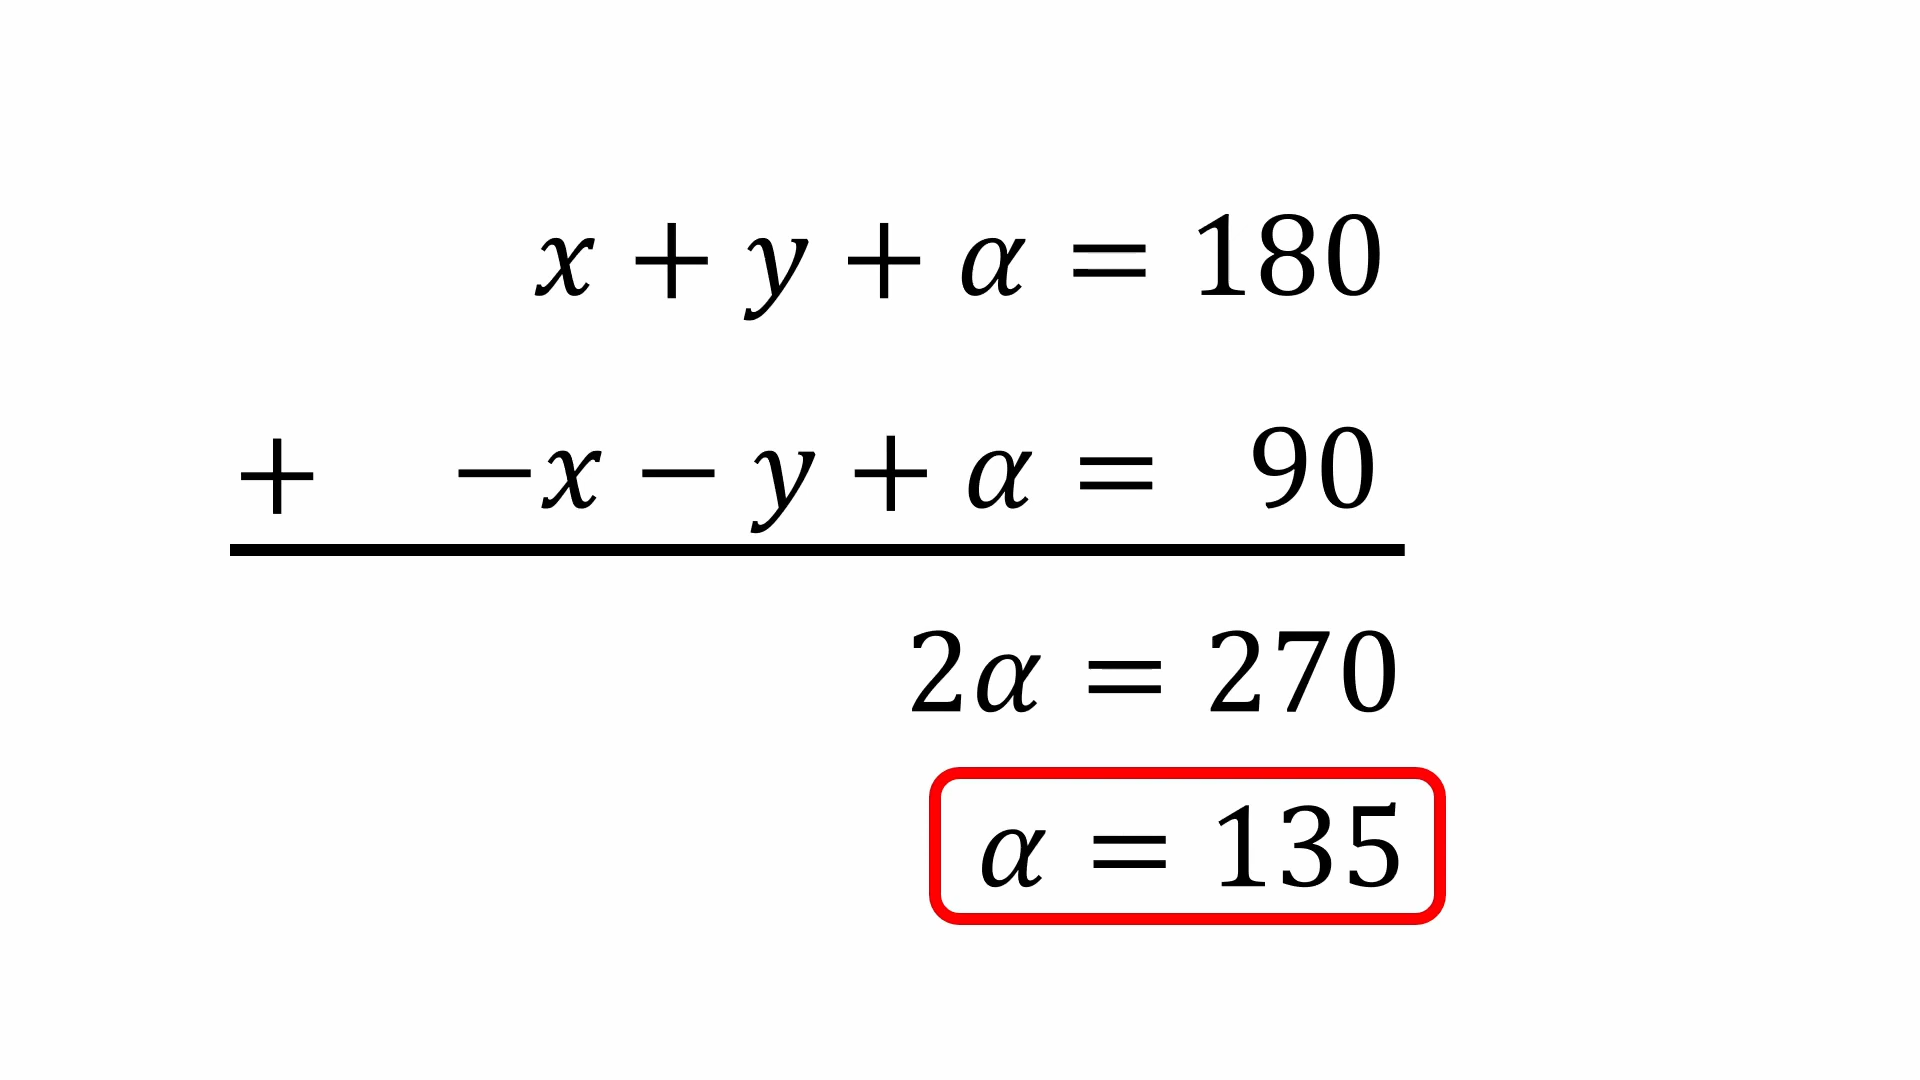 x + y + α = 180
+ −x − y + α = 90
2α = 270
α = 135